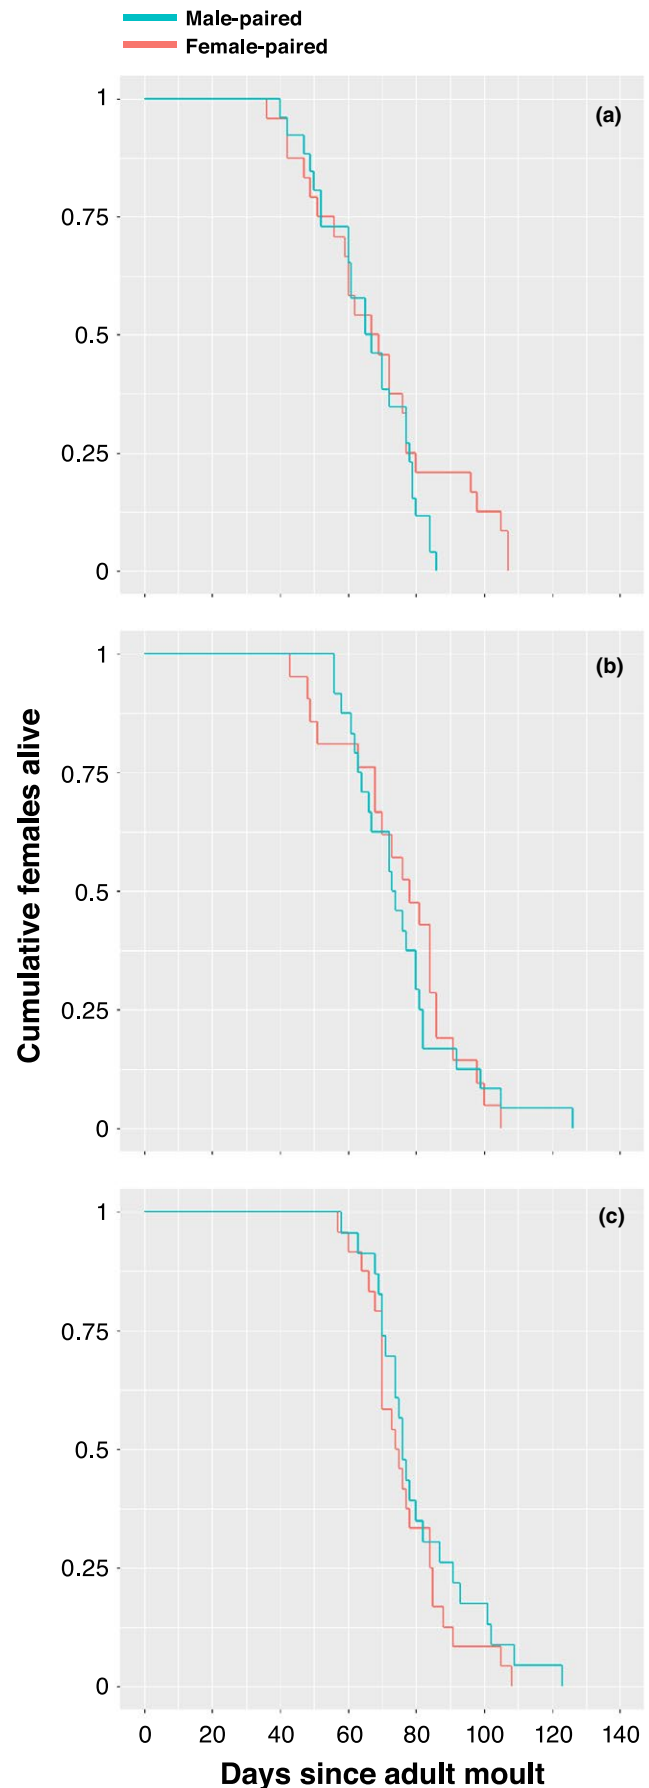 Male-paired
Female-paired
(a)
1
0.75
0.5
0.25
0
(b)
1
0.75
0.5
0.25
0
(c)
1
0.75
0.5
0.25
0
Cumulative females alive
0 20 40 60 80 100 120 140
Days since adult moult